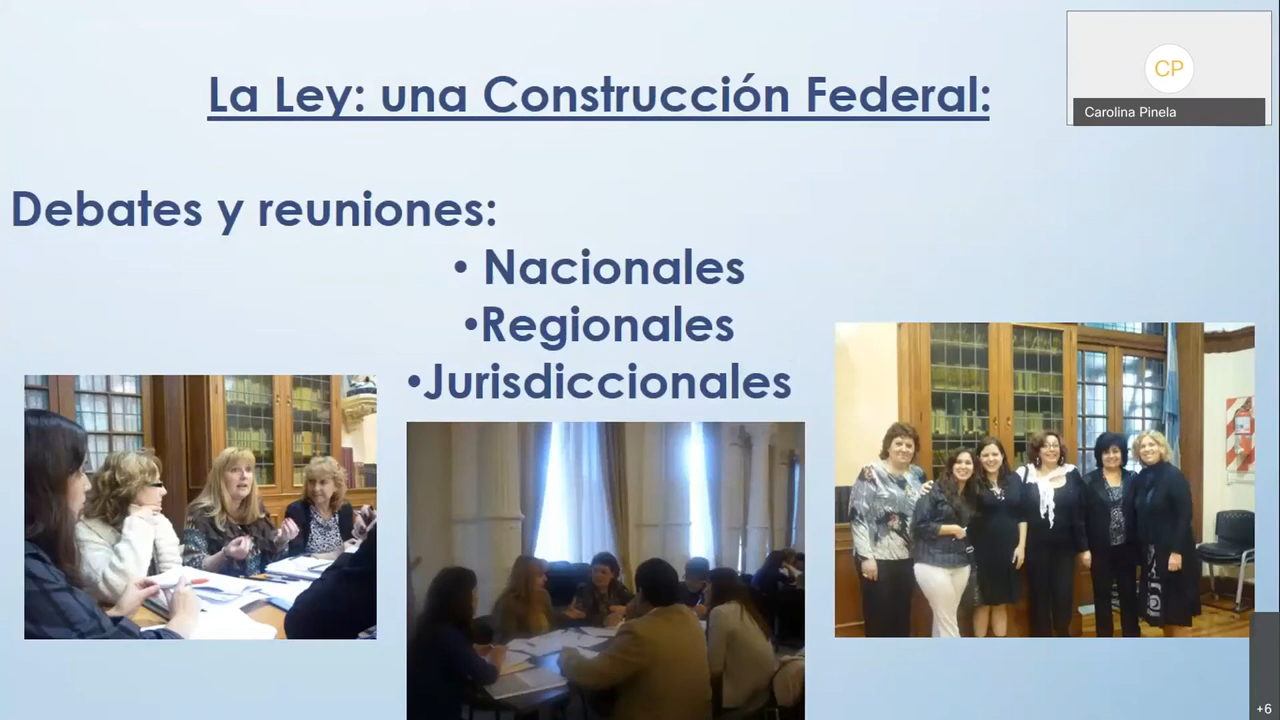 La Ley: una Construcción Federal:
CP
Carolina Pinela
Debates y reuniones:
• Nacionales
•Regionales
•Jurisdiccionales
+6